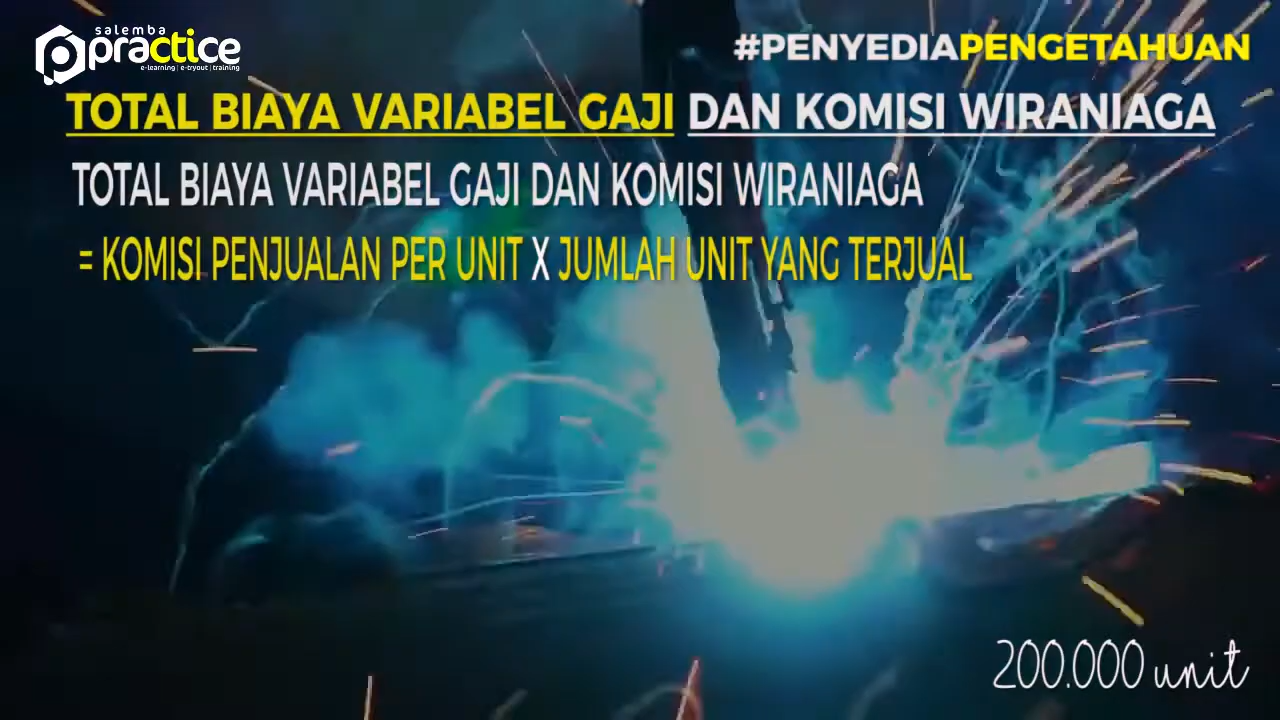 salemba
practice
e-learning | e-tryout | training
#PENYEDIAPENGETAHUAN
TOTAL BIAYA VARIABEL GAJI DAN KOMISI WIRANIAGA
TOTAL BIAYA VARIABEL GAJI DAN KOMISI WIRANIAGA
= KOMISI PENJUALAN PER UNIT X JUMLAH UNIT YANG TERJUAL
200.000 unit